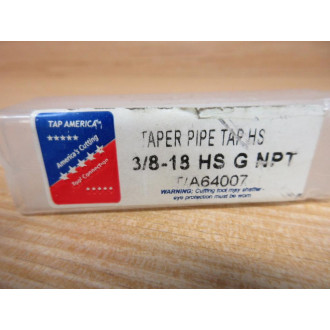 TAP AMERICA
America's Cutting
Tool Connection
TAPER PIPE TAP HS
3/8-18 HS G NPT
T/A64007
WARNING: Cutting tool may shatter
eye protection must be worn